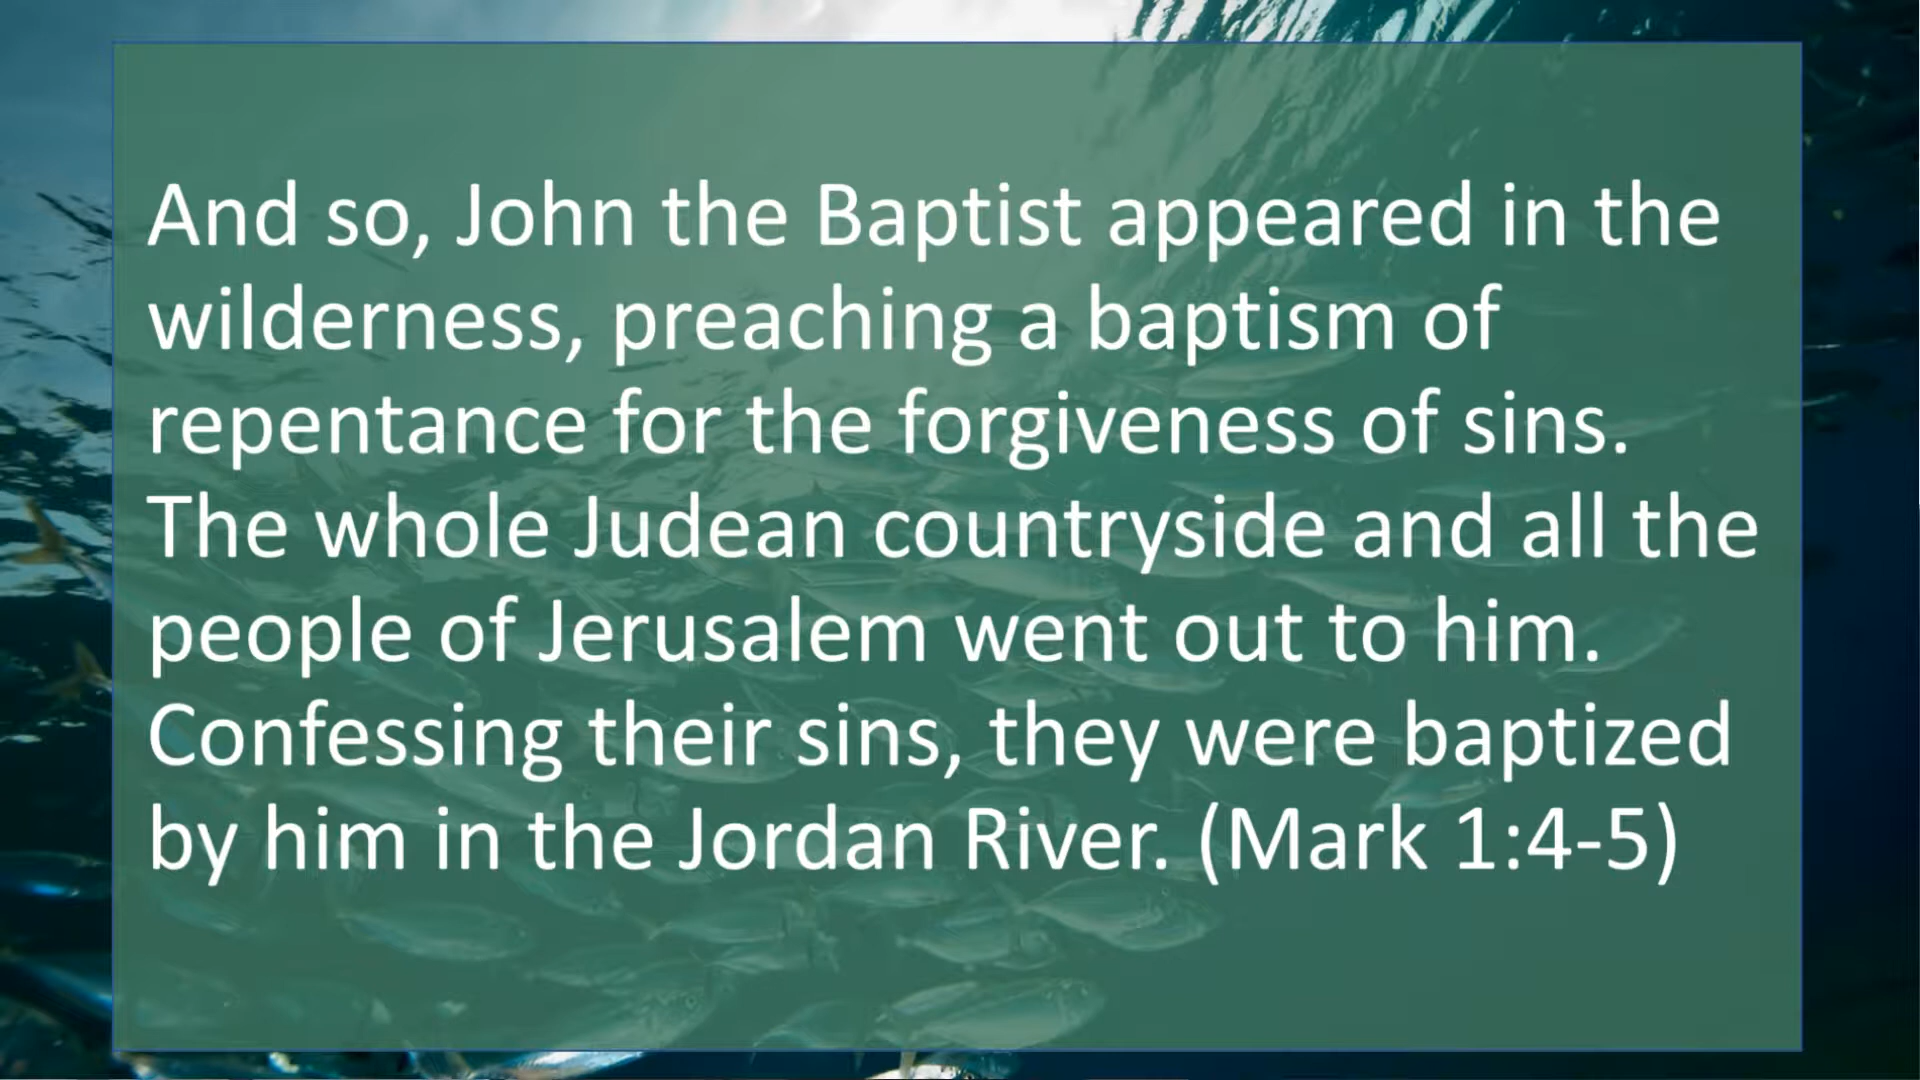 And so, John the Baptist appeared in the
wilderness, preaching a baptism of
repentance for the forgiveness of sins.
The whole Judean countryside and all the
people of Jerusalem went out to him.
Confessing their sins, they were baptized
by him in the Jordan River. (Mark 1:4-5)